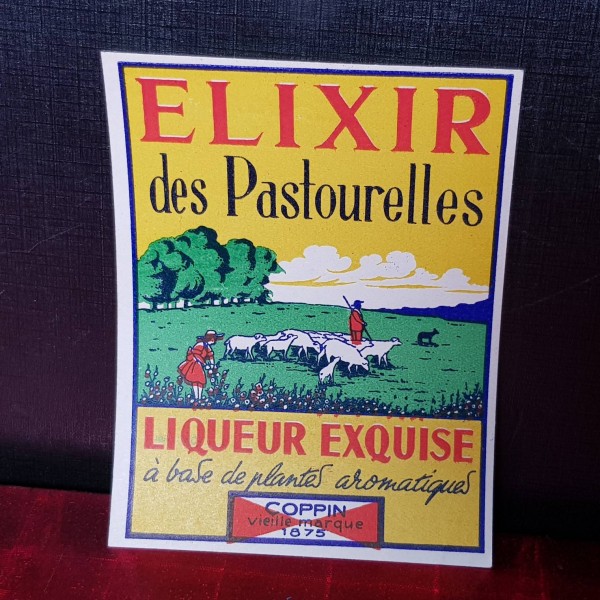 ELIXIR
des Pastourelles
LIQUEUR EXQUISE
à base de plantes aromatiques
COPPIN
vieille marque
1875